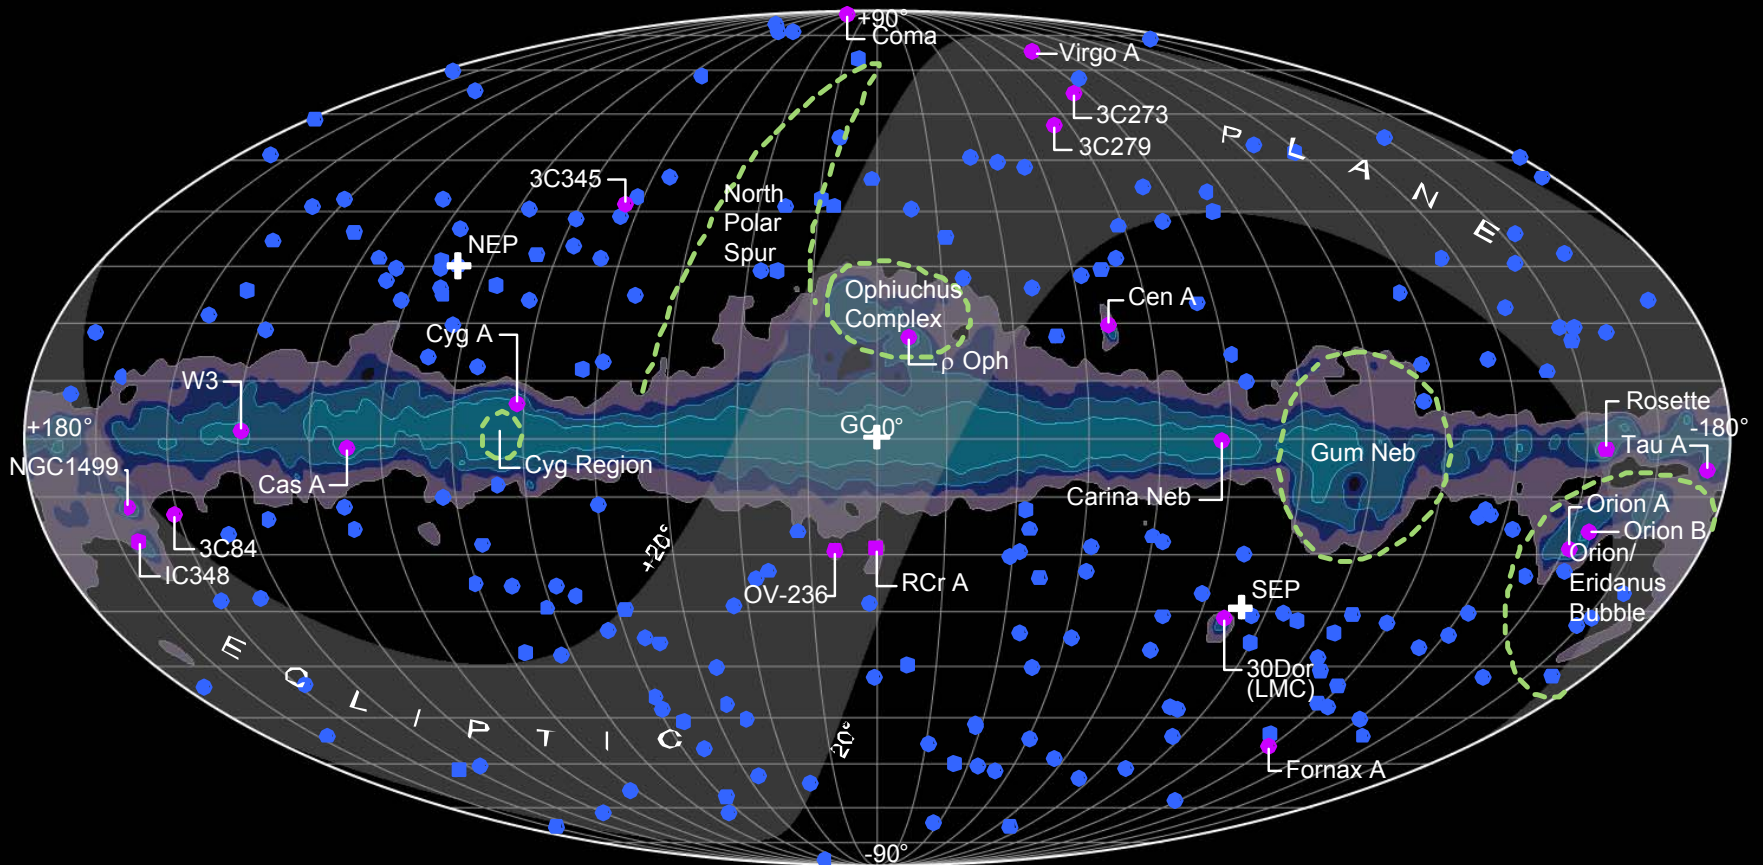 +90°
Coma
Virgo A
3C273
3C279
P L A N E
3C345
North
Polar
Spur
NEP
Ophiuchus
Complex
Cen A
Cyg A
ρ Oph
W3
Rosette
+180°
GC 0°
-180°
Tau A
Gum Neb
NGC1499
Cyg Region
Cas A
Carina Neb
Orion A
Orion B
3C84
+20°
Orion/
Eridanus
Bubble
IC348
OV-236
RCr A
SEP
30Dor
(LMC)
E C L I P T I C
20°
Fornax A
-90°